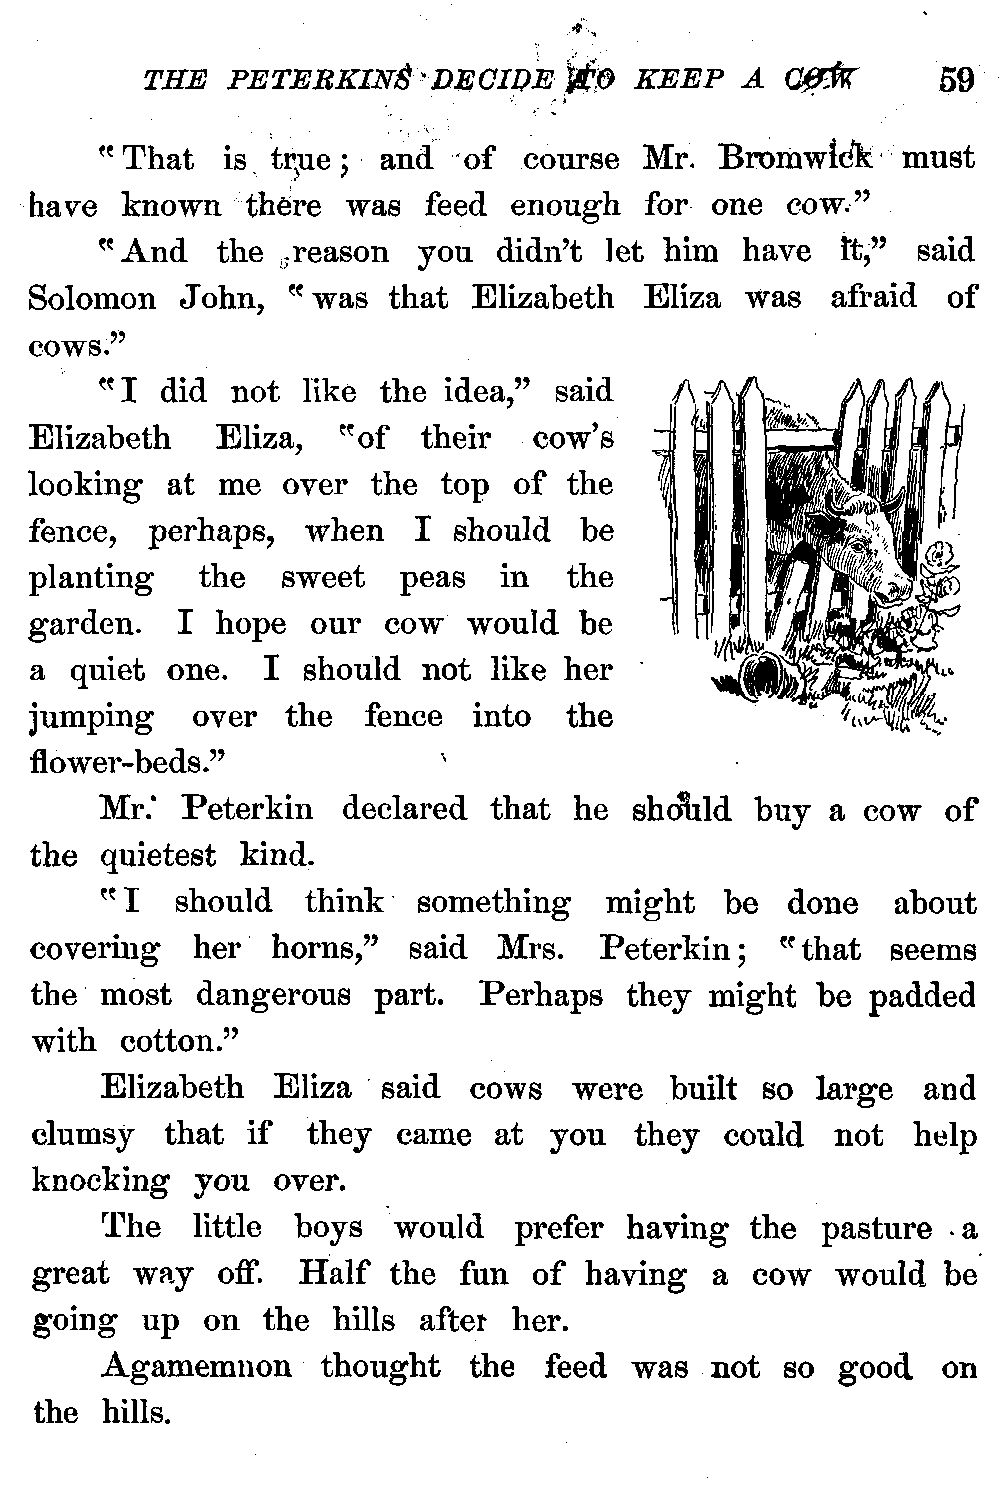 THE PETERKINS DECIDE TO KEEP A COW 59
"That is true; and of course Mr. Bromwick must
have known there was feed enough for one cow."
"And the reason you didn't let him have it," said
Solomon John, "was that Elizabeth Eliza was afraid of
cows."
"I did not like the idea," said
Elizabeth Eliza, "of their cow's
looking at me over the top of the
fence, perhaps, when I should be
planting the sweet peas in the
garden. I hope our cow would be
a quiet one. I should not like her
jumping over the fence into the
flower-beds."
Mr. Peterkin declared that he should buy a cow of
the quietest kind.
"I should think something might be done about
covering her horns," said Mrs. Peterkin; "that seems
the most dangerous part. Perhaps they might be padded
with cotton."
Elizabeth Eliza said cows were built so large and
clumsy that if they came at you they could not help
knocking you over.
The little boys would prefer having the pasture a
great way off. Half the fun of having a cow would be
going up on the hills after her.
Agamemnon thought the feed was not so good on
the hills.